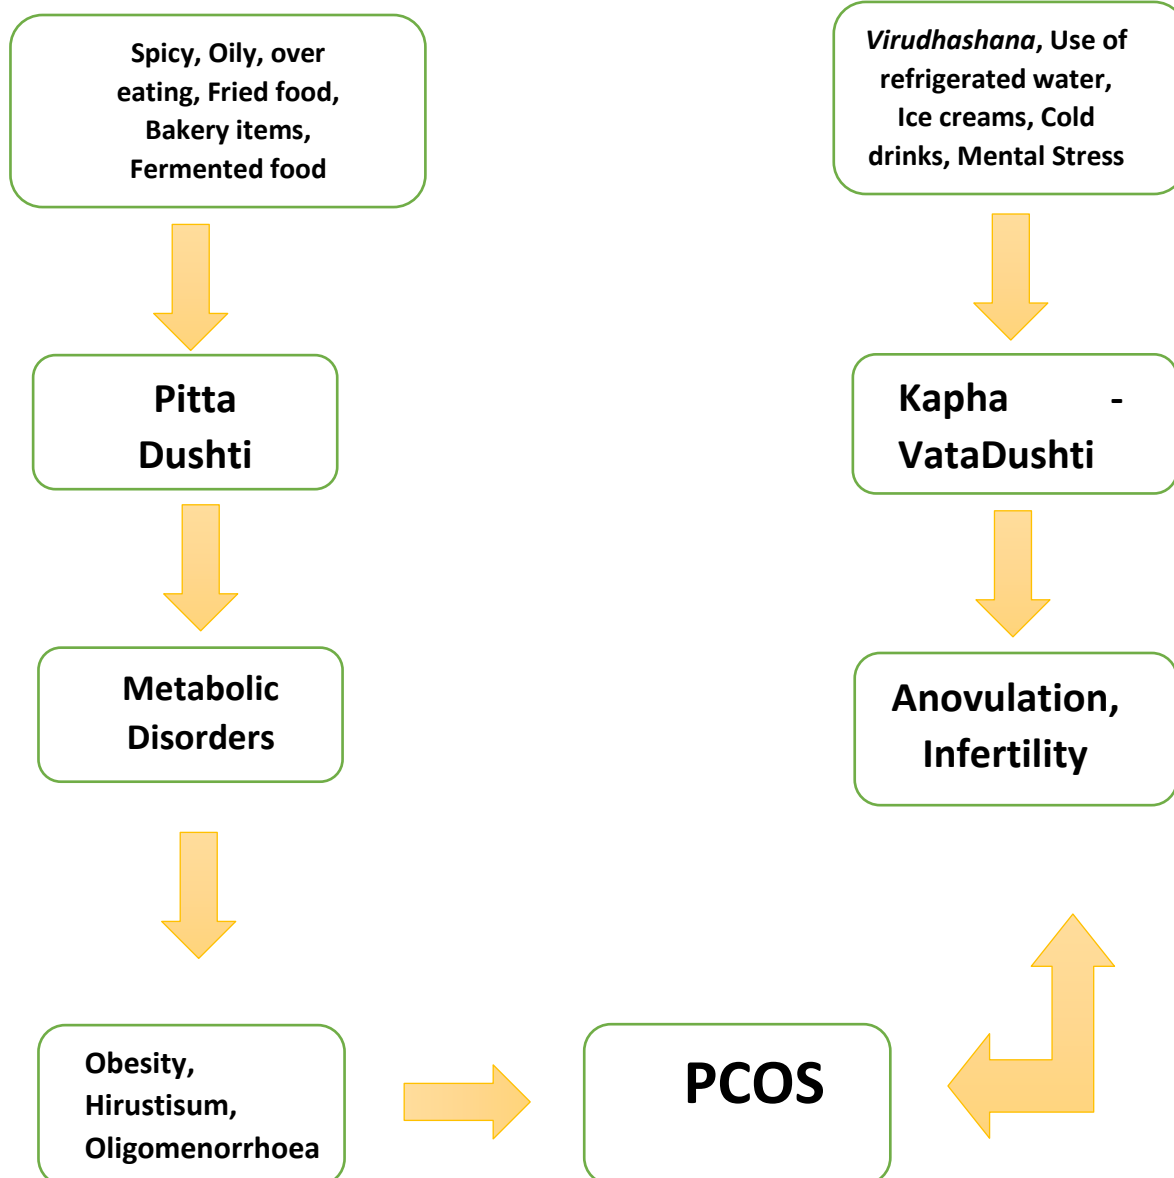 Spicy, Oily, over
eating, Fried food,
Bakery items,
Fermented food
Virudhashana, Use of
refrigerated water,
Ice creams, Cold
drinks, Mental Stress
Pitta
Dushti
Kapha -
VataDushti
Metabolic
Disorders
Anovulation,
Infertility
Obesity,
Hirustisum,
Oligomenorrhoea
PCOS